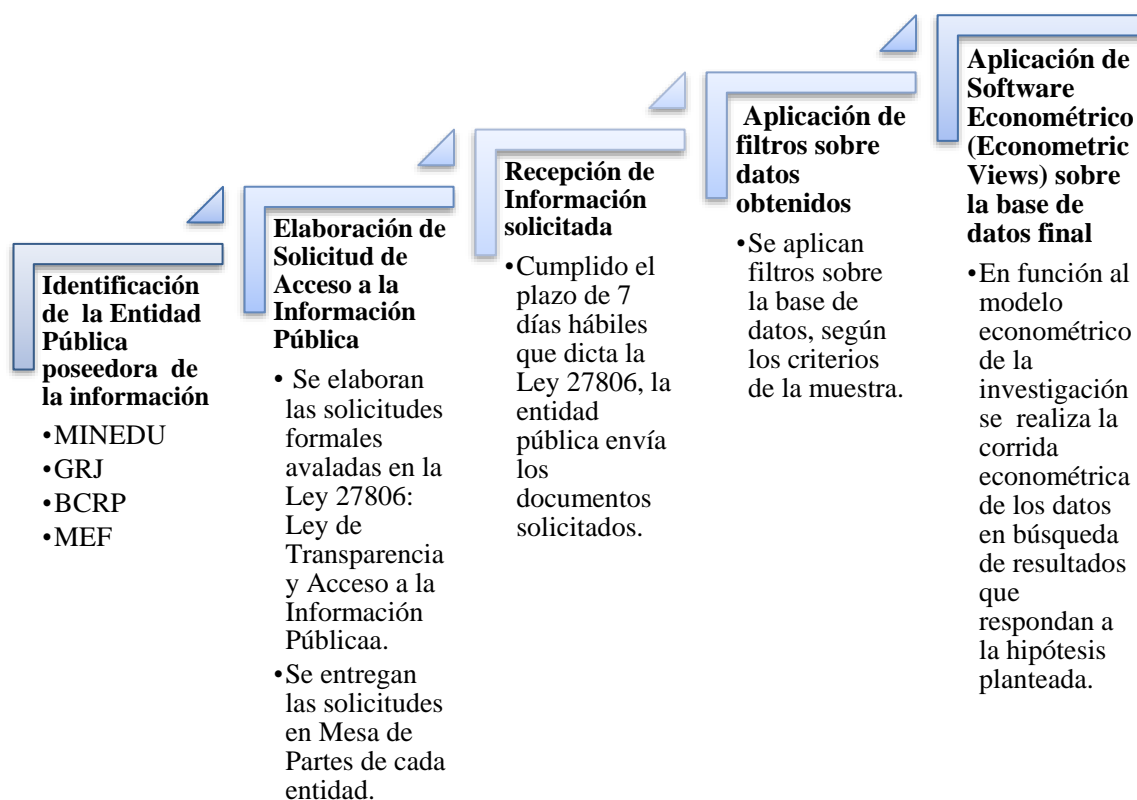 Identificación
de la Entidad
Pública
poseedora de
la información
•MINEDU
•GRJ
•BCRP
•MEF
Elaboración de
Solicitud de
Acceso a la
Información
Pública
• Se elaboran
las solicitudes
formales
avaladas en la
Ley 27806:
Ley de
Transparencia
y Acceso a la
Información
Públicaa.
•Se entregan
las solicitudes
en Mesa de
Partes de cada
entidad.
Recepción de
Información
solicitada
•Cumplido el
plazo de 7
días hábiles
que dicta la
Ley 27806, la
entidad
pública envía
los
documentos
solicitados.
Aplicación de
filtros sobre
datos
obtenidos
•Se aplican
filtros sobre
la base de
datos, según
los criterios
de la muestra.
Aplicación de
Software
Econométrico
(Econometric
Views) sobre
la base de
datos final
•En función al
modelo
econométrico
de la
investigación
se realiza la
corrida
econométrica
de los datos
en búsqueda
de resultados
que
respondan a
la hipótesis
planteada.